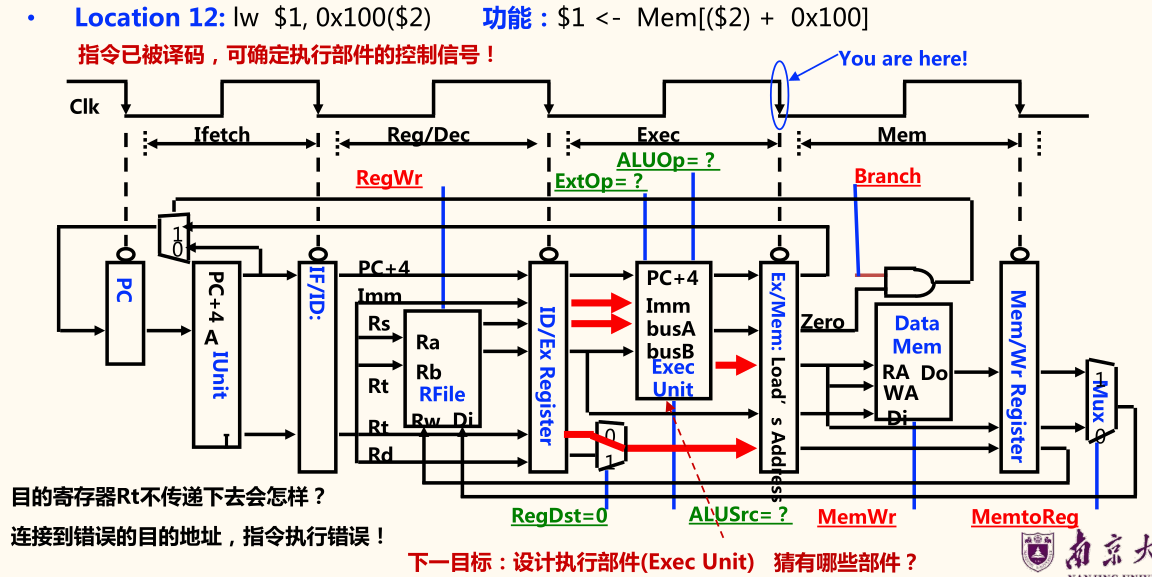 • Location 12: lw $1, 0x100($2) 功能：$1 <- Mem[($2) + 0x100]
指令已被译码，可确定执行部件的控制信号！
You are here!
Clk
Ifetch
Reg/Dec
Exec
Mem
ALUOp= ?
RegWr
ExtOp= ?
Branch
1
0
PC
PC+4
A
IUnit
I
IF/ID:
PC+4
Imm
Rs
Rt
Rt
Rd
Ra
Rb
RFile
Rw Di
ID/Ex Register
PC+4
Imm
busA
busB
Exec
Unit
0
1
Ex/Mem: Load's Address
Zero
Data
Mem
RA Do
WA
Di
Mem/Wr Register
1
Mux
0
目的寄存器Rt不传递下去会怎样？
RegDst=0
ALUSrc= ?
MemWr
MemtoReg
连接到错误的目的地址，指令执行错误！
下一目标：设计执行部件(Exec Unit) 猜有哪些部件？
南京大